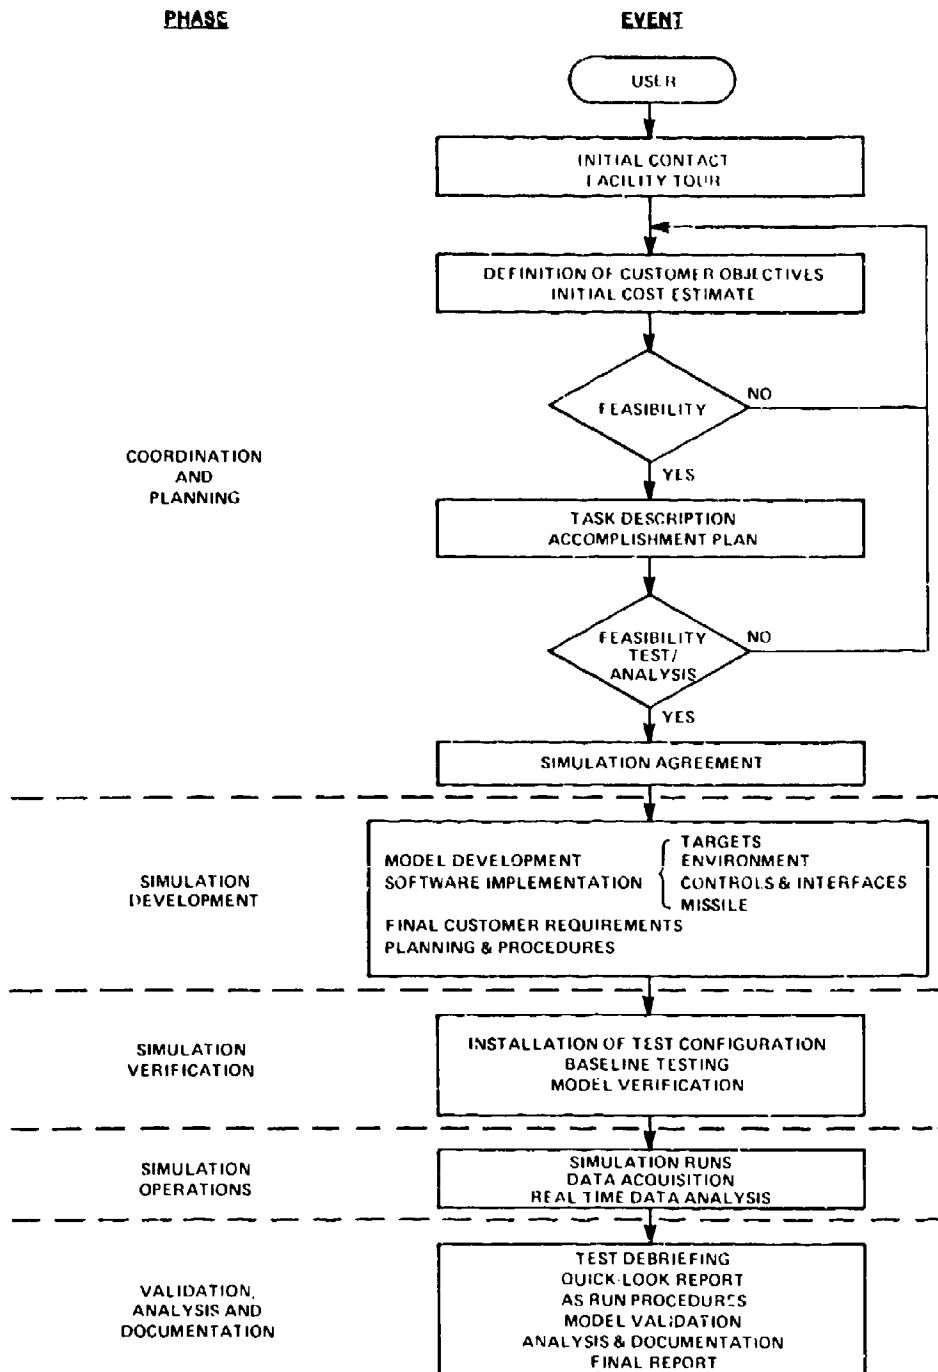 PHASE
EVENT
USER
INITIAL CONTACT
FACILITY TOUR
DEFINITION OF CUSTOMER OBJECTIVES
INITIAL COST ESTIMATE
FEASIBILITY
NO
YES
COORDINATION
AND
PLANNING
TASK DESCRIPTION
ACCOMPLISHMENT PLAN
FEASIBILITY
TEST/
ANALYSIS
NO
YES
SIMULATION AGREEMENT
SIMULATION
DEVELOPMENT
MODEL DEVELOPMENT
SOFTWARE IMPLEMENTATION
TARGETS
ENVIRONMENT
CONTROLS & INTERFACES
MISSILE
FINAL CUSTOMER REQUIREMENTS
PLANNING & PROCEDURES
SIMULATION
VERIFICATION
INSTALLATION OF TEST CONFIGURATION
BASELINE TESTING
MODEL VERIFICATION
SIMULATION
OPERATIONS
SIMULATION RUNS
DATA ACQUISITION
REAL TIME DATA ANALYSIS
VALIDATION,
ANALYSIS AND
DOCUMENTATION
TEST DEBRIEFING
QUICK-LOOK REPORT
AS RUN PROCEDURES
MODEL VALIDATION
ANALYSIS & DOCUMENTATION
FINAL REPORT